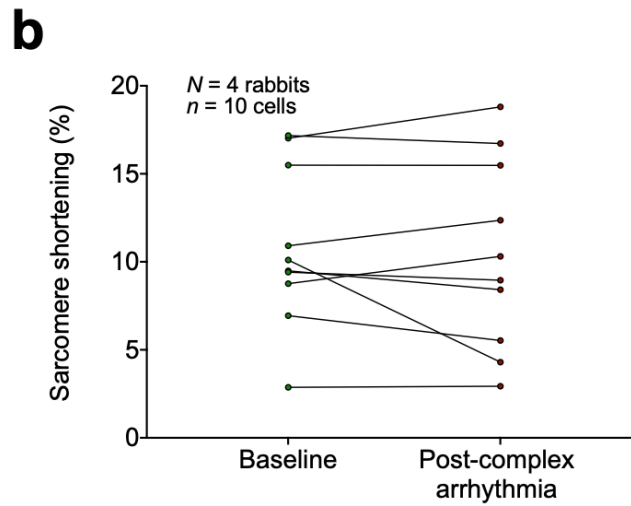 b
N = 4 rabbits
n = 10 cells
Sarcomere shortening (%)
20
15
10
5
0
Baseline
Post-complex
arrhythmia